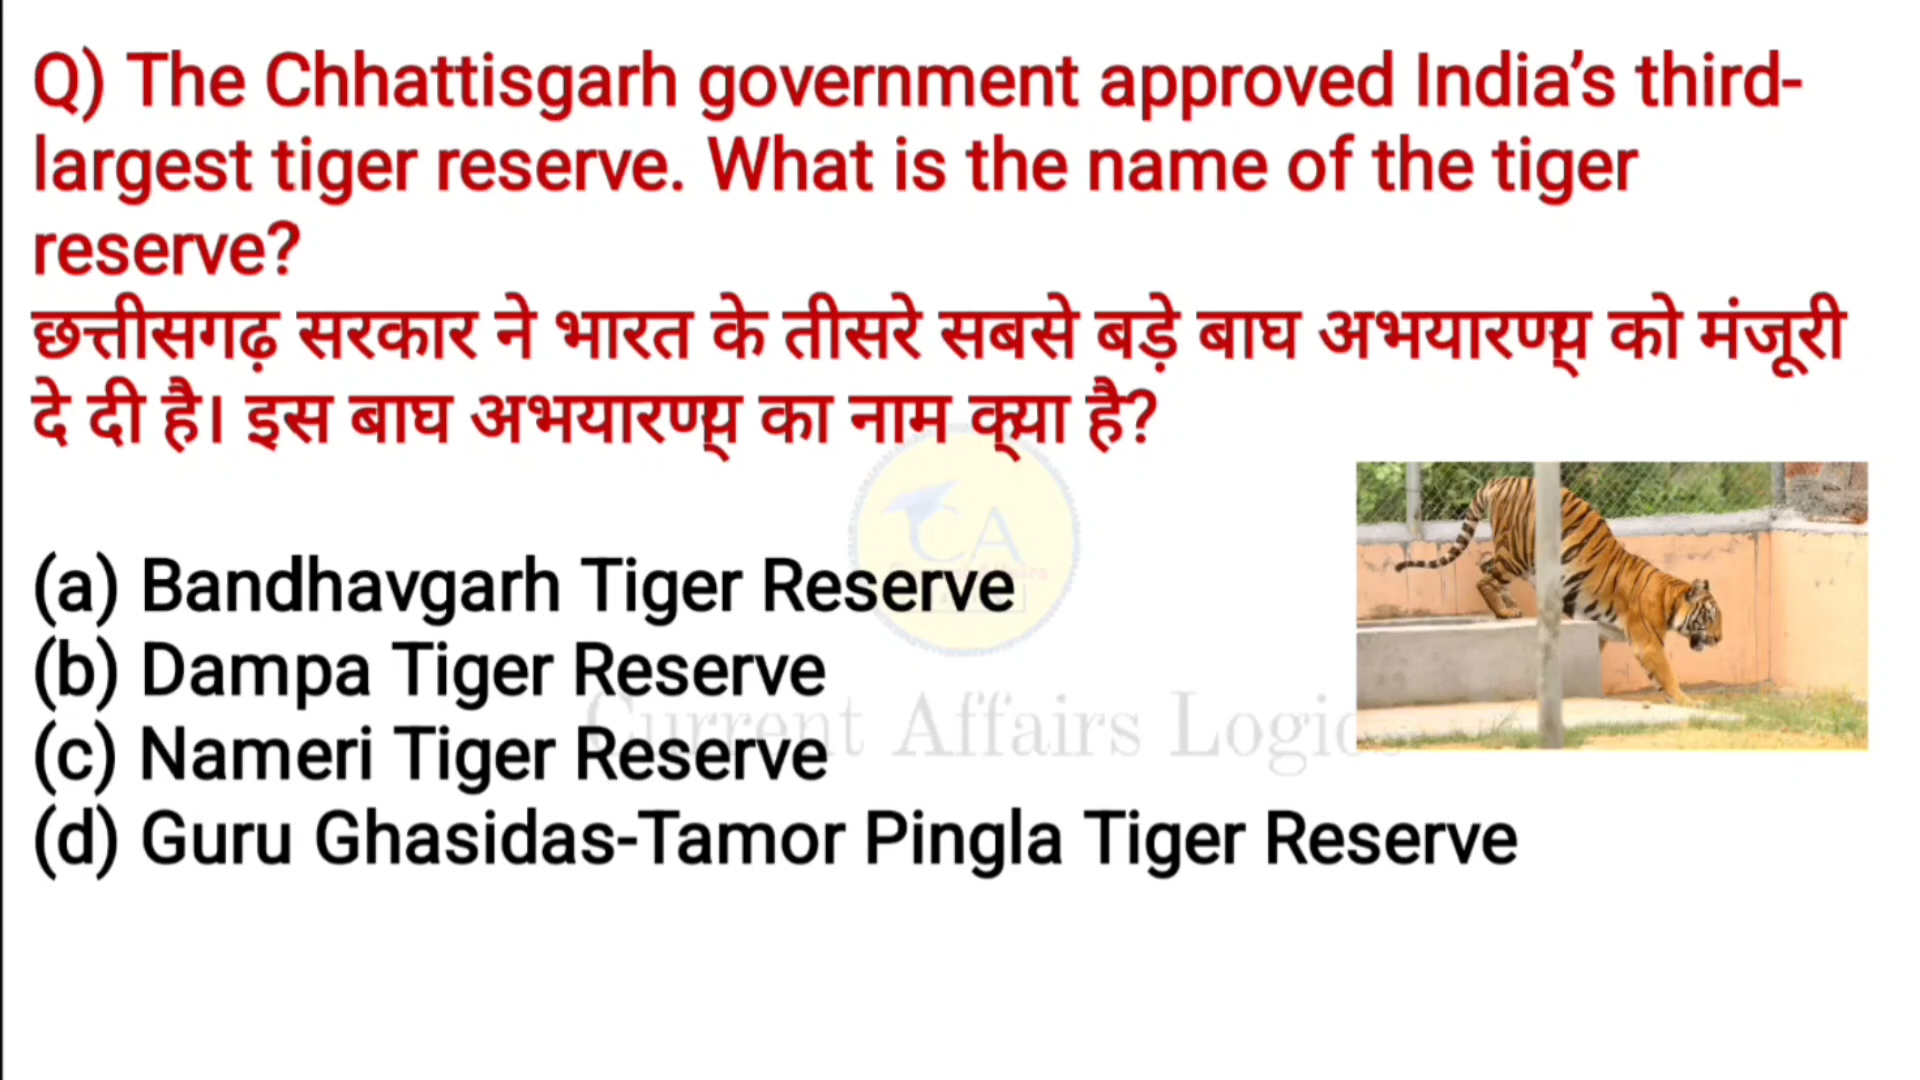 Q) The Chhattisgarh government approved India’s third-
largest tiger reserve. What is the name of the tiger
reserve?
छत्तीसगढ़ सरकार ने भारत के तीसरे सबसे बड़े बाघ अभयारण्य को मंजूरी
दे दी है। इस बाघ अभयारण्य का नाम क्या है?
CA
(a) Bandhavgarh Tiger Reserve
(b) Dampa Tiger Reserve
Current Affairs Logics
(c) Nameri Tiger Reserve
(d) Guru Ghasidas-Tamor Pingla Tiger Reserve